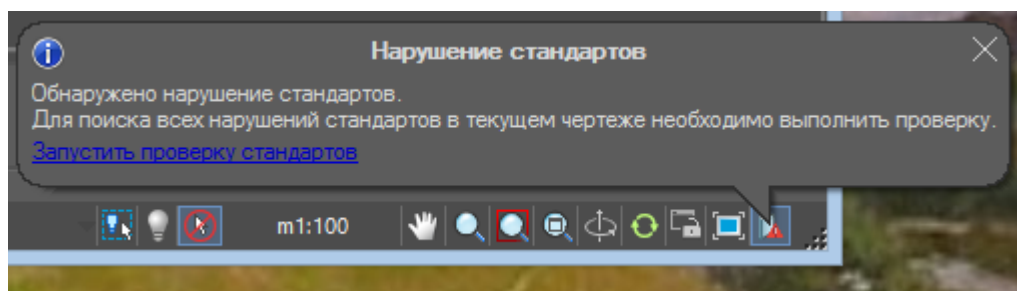 Нарушение стандартов
Обнаружено нарушение стандартов.
Для поиска всех нарушений стандартов в текущем чертеже необходимо выполнить проверку.
Запустить проверку стандартов
m1:100